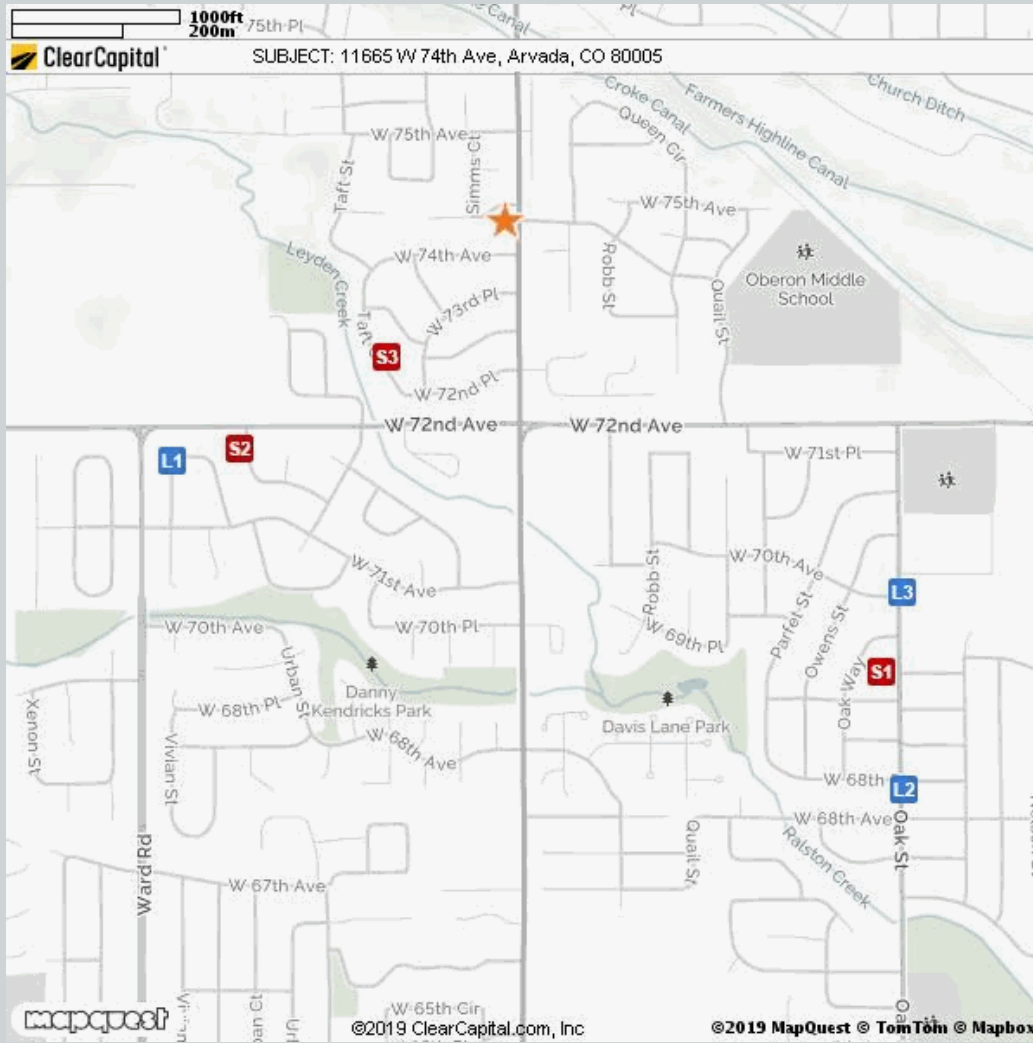 1000ft
200m
75th Pl
Canal
Pl
ClearCapital
SUBJECT: 11665 W 74th Ave, Arvada, CO 80005
Church Ditch
Croke Canal
Farmers Highline Canal
Queen Cir
W 75th Ave
Simms Ct
Taft St
W 75th Ave
Leyden Creek
W 74th Ave
Robb St
Oberon Middle
School
Quail St
W 73rd Pl
Taft
S3
W 72nd Pl
W 72nd Ave
W 72nd Ave
L1
S2
W 71st Pl
W 71st Ave
Robb St
W 70th Ave
L3
Parfet St
Owens St
W 70th Ave
W 70th Pl
W 69th Pl
Oak Way
S1
Urban St
Danny
Kendricks Park
Davis Lane Park
Xenon St
W 68th Pl
Vivian St
W 68th Ave
W 68th
L2
W 68th Ave
Oak St
Quail St
Ralston Creek
Ward Rd
W 67th Ave
W 65th Cir
mapquest
©2019 ClearCapital.com, Inc
©2019 MapQuest © TomTom © Mapbox